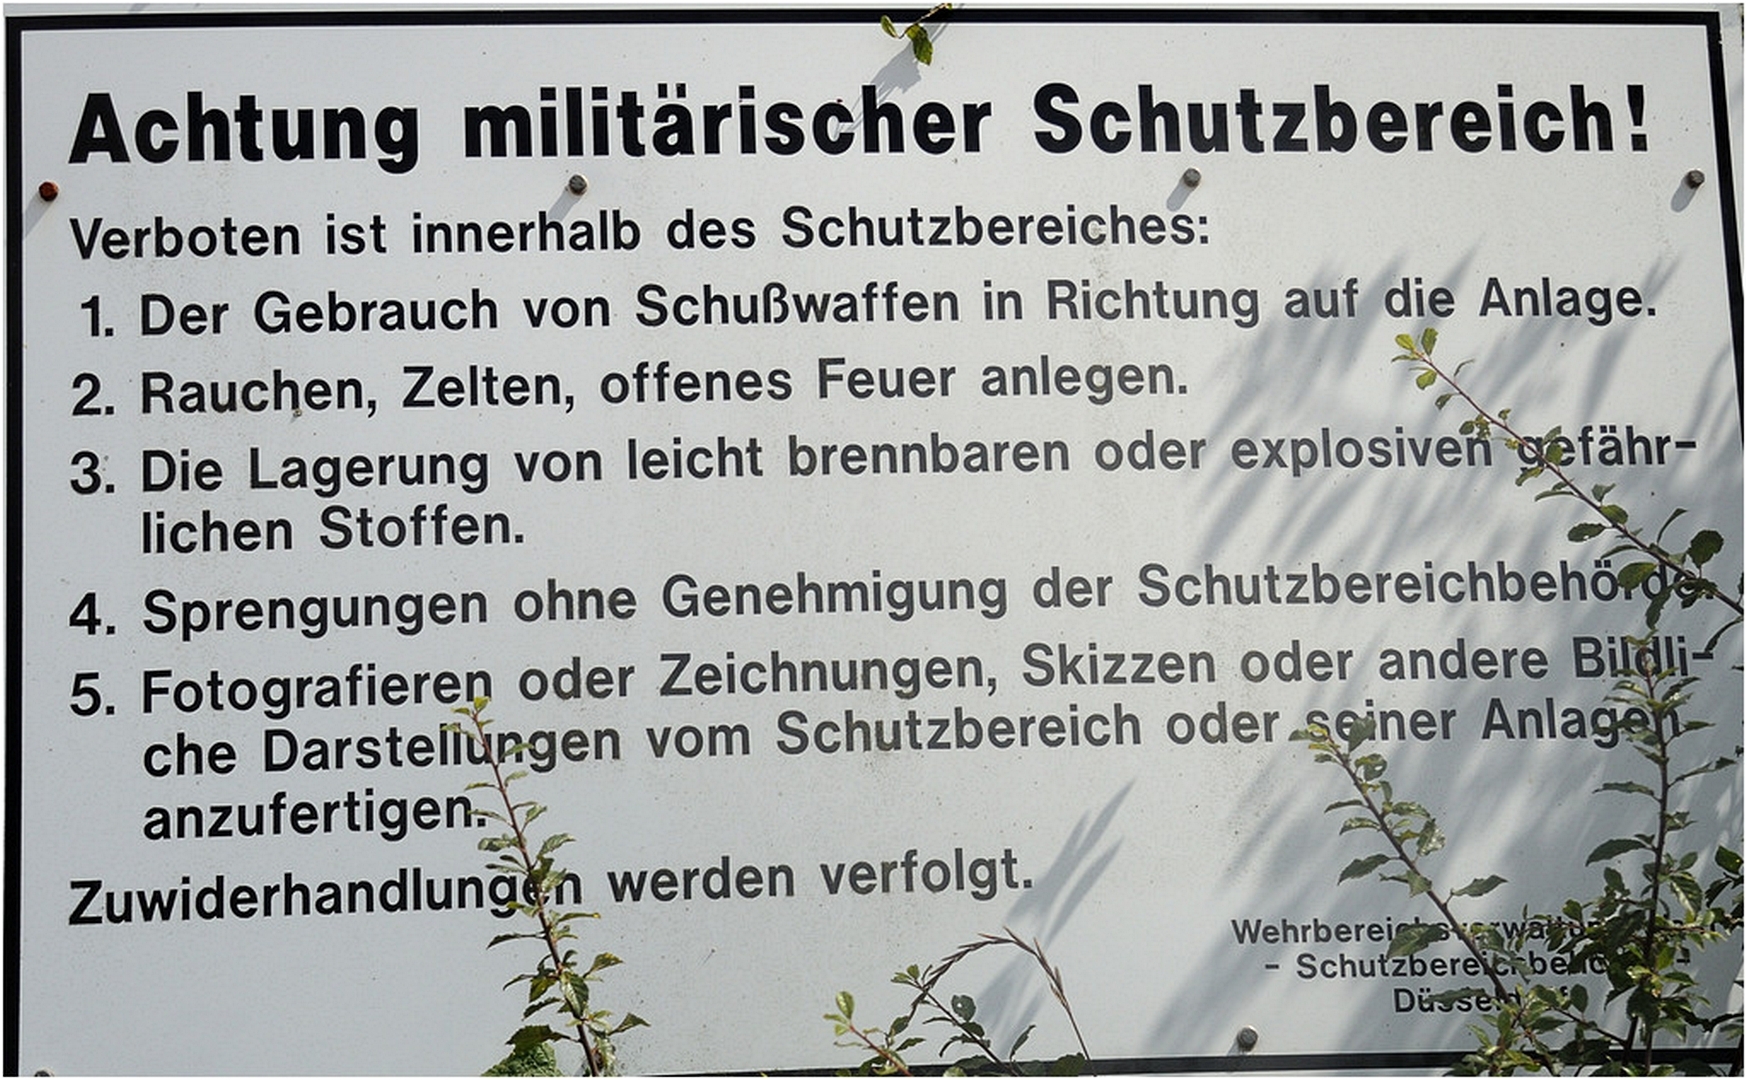 Achtung militärischer Schutzbereich!
Verboten ist innerhalb des Schutzbereiches:
1. Der Gebrauch von Schußwaffen in Richtung auf die Anlage.
2. Rauchen, Zelten, offenes Feuer anlegen.
3. Die Lagerung von leicht brennbaren oder explosiven gefähr-
lichen Stoffen.
4. Sprengungen ohne Genehmigung der Schutzbereichbehörde
5. Fotografieren oder Zeichnungen, Skizzen oder andere Bildli-
che Darstellungen vom Schutzbereich oder seiner Anlagen
anzufertigen.
Zuwiderhandlungen werden verfolgt.
- Schutzbereichbehörde -
Düsseldorf